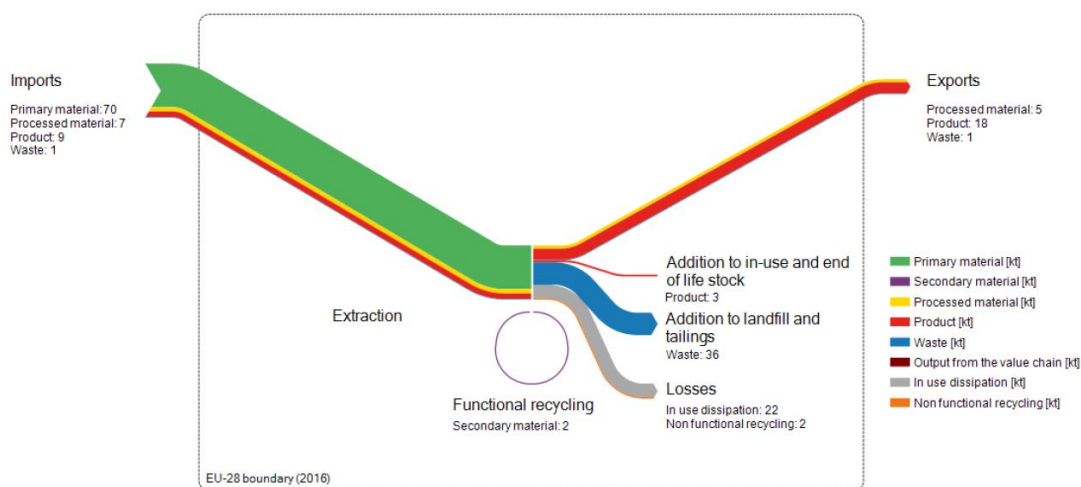 Imports
Primary material: 70
Processed material: 7
Product: 9
Waste: 1
Exports
Processed material: 5
Product: 18
Waste: 1
Extraction
Functional recycling
Secondary material: 2
Addition to in-use and end
of life stock
Product: 3
Addition to landfill and
tailings
Waste: 36
Losses
In use dissipation: 22
Non functional recycling: 2
Primary material [kt]
Secondary material [kt]
Processed material [kt]
Product [kt]
Waste [kt]
Output from the value chain [kt]
In use dissipation [kt]
Non functional recycling [kt]
EU-28 boundary (2016)